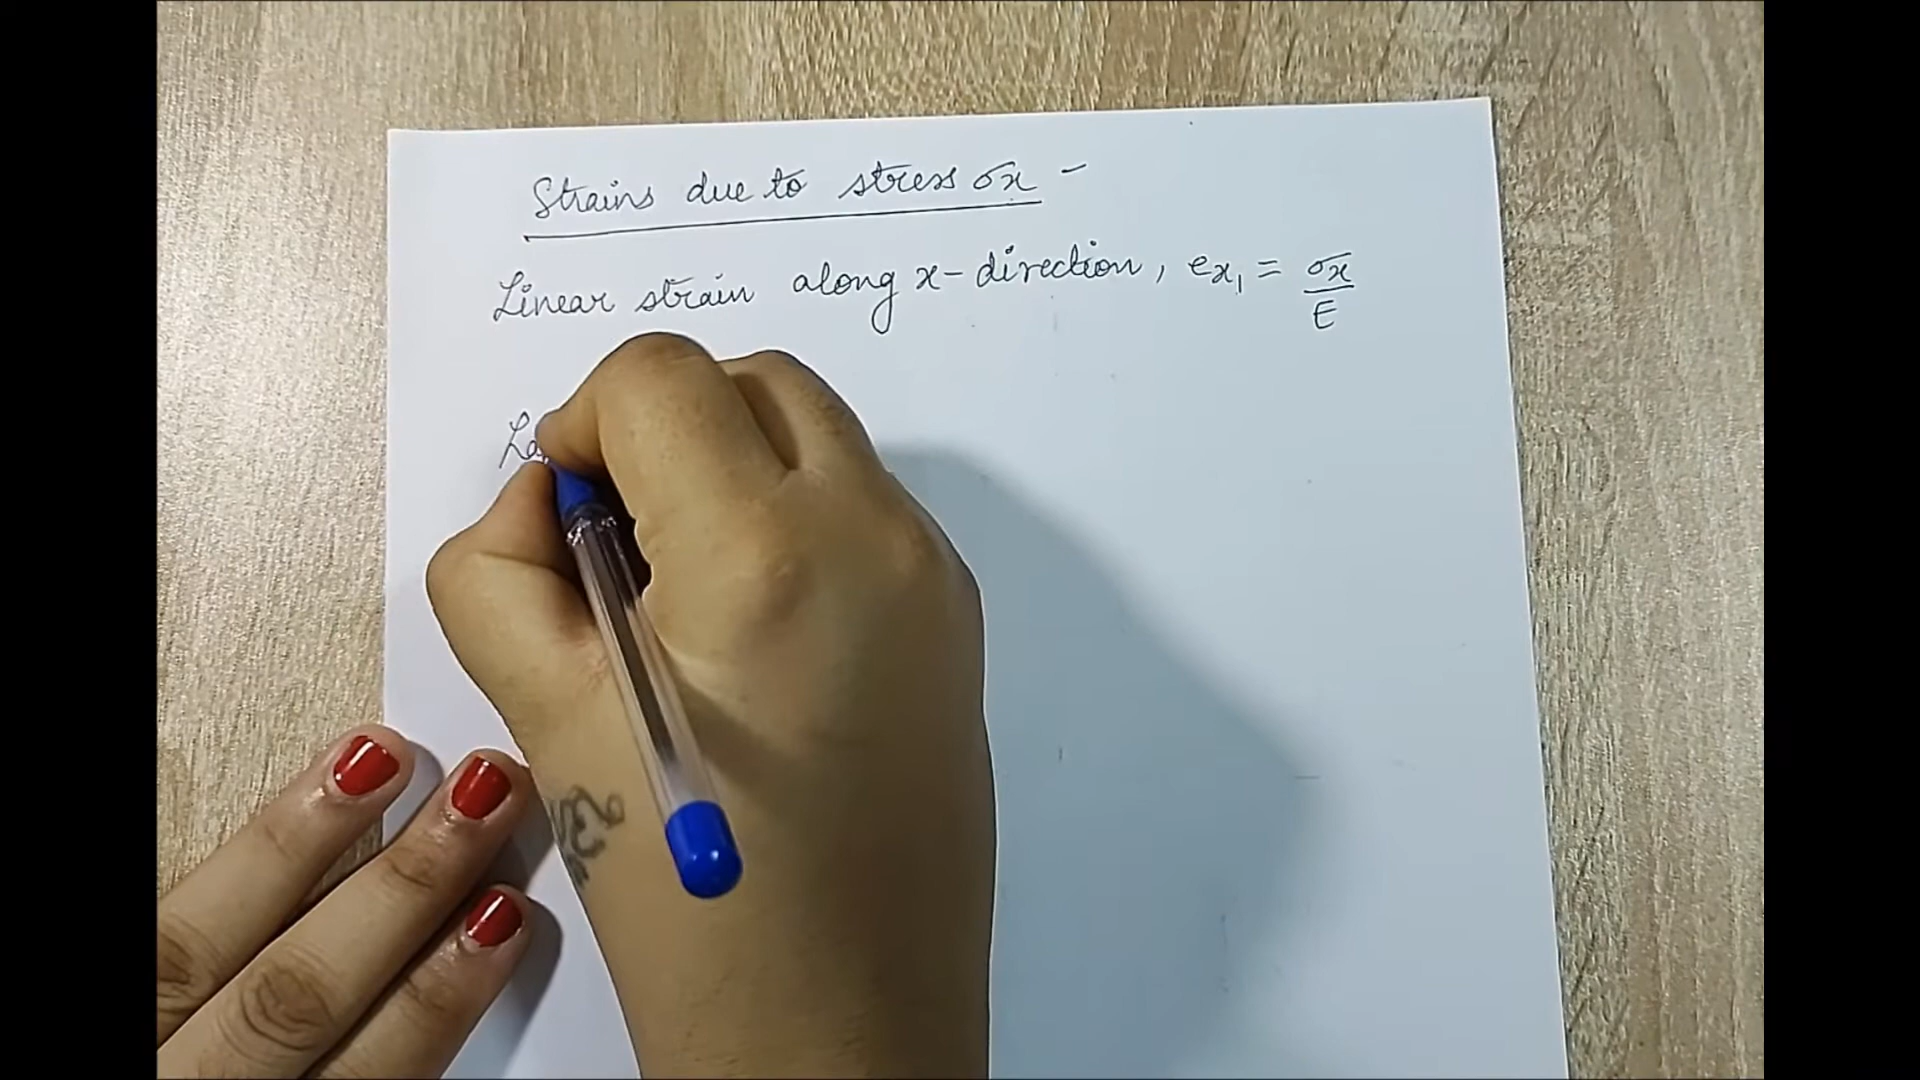 Strains due to stress σx -
Linear strain along x-direction, ex₁ = σx/E